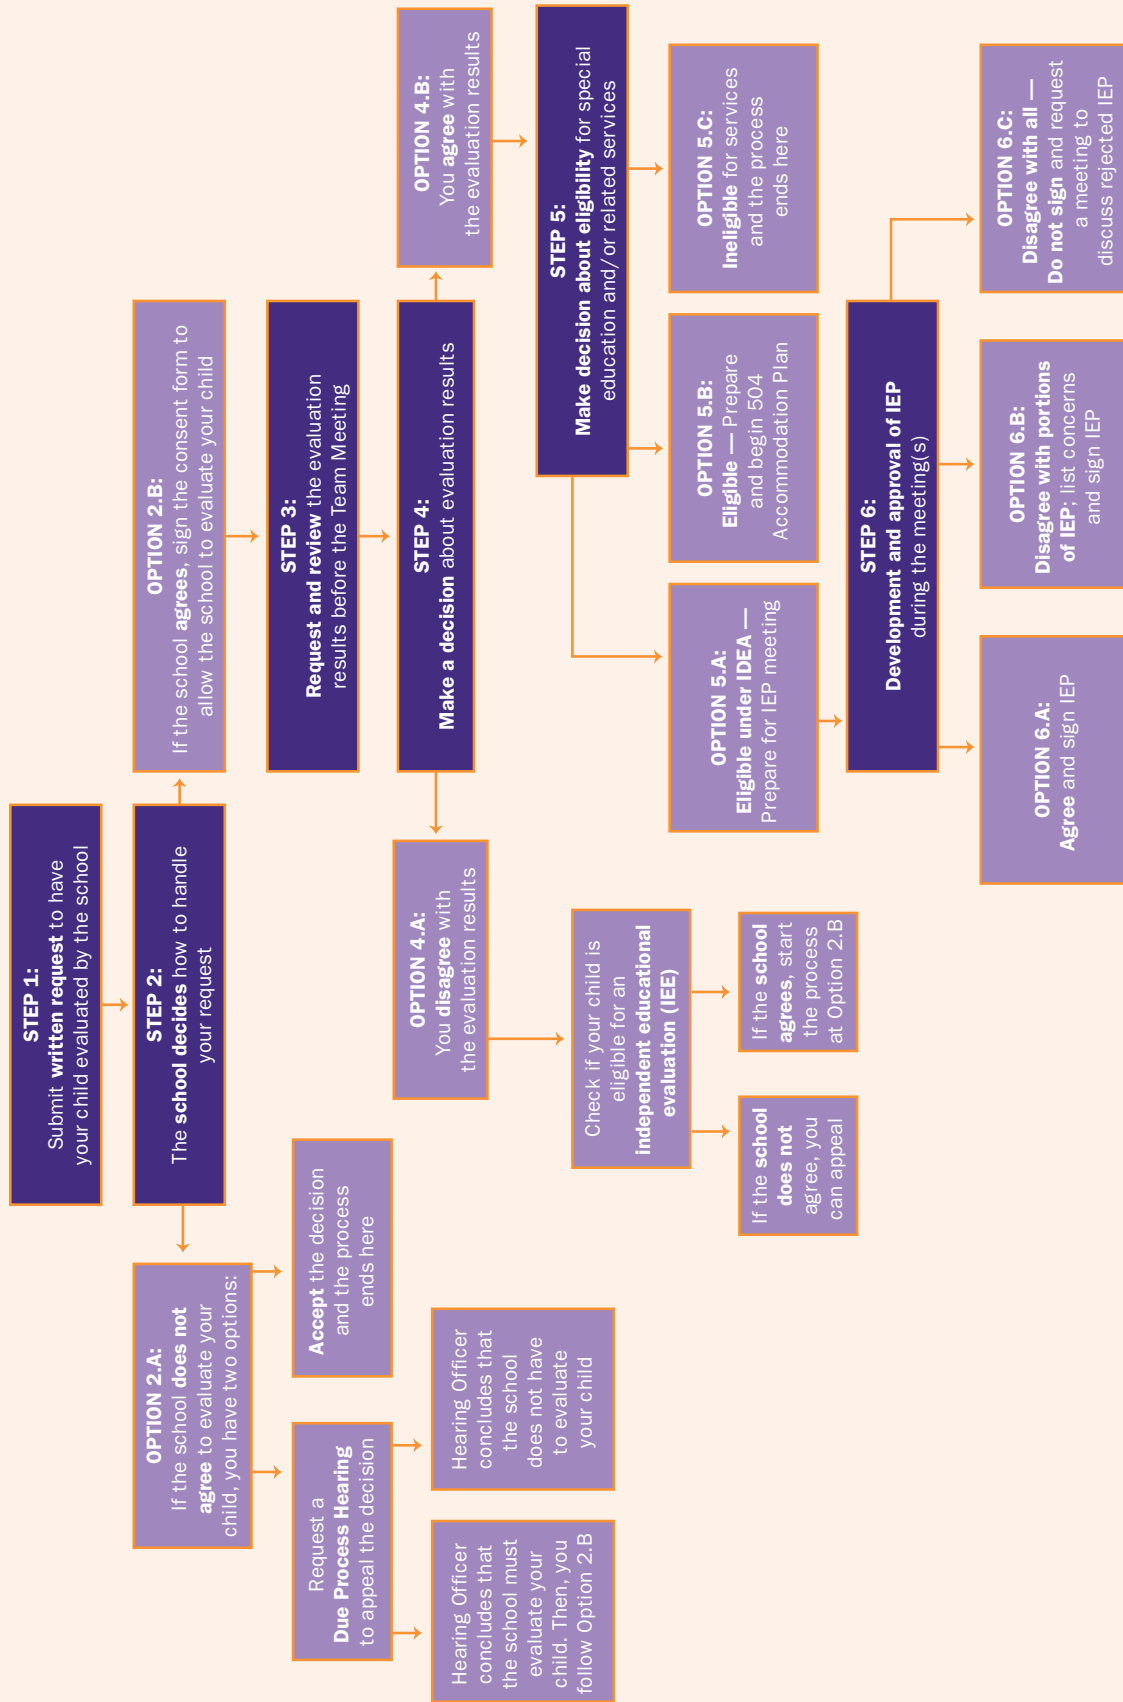 STEP 1:
Submit written request to have
your child evaluated by the school
STEP 2:
The school decides how to handle
your request
OPTION 2.A:
If the school does not
agree to evaluate your
child, you have two options:
Request a
Due Process Hearing
to appeal the decision
Hearing Officer
concludes that
the school must
evaluate your
child. Then, you
follow Option 2.B
Hearing Officer
concludes that
the school
does not have
to evaluate
your child
Accept the decision
and the process
ends here
OPTION 2.B:
If the school agrees, sign the consent form to
allow the school to evaluate your child
STEP 3:
Request and review the evaluation
results before the Team Meeting
STEP 4:
Make a decision about evaluation results
OPTION 4.A:
You disagree with
the evaluation results
Check if your child is
eligible for an
independent educational
evaluation (IEE)
If the school
does not
agree, you
can appeal
If the school
agrees, start
the process
at Option 2.B
OPTION 4.B:
You agree with
the evaluation results
STEP 5:
Make decision about eligibility for special
education and/or related services
OPTION 5.A:
Eligible under IDEA —
Prepare for IEP meeting
OPTION 5.B:
Eligible — Prepare
and begin 504
Accommodation Plan
OPTION 5.C:
Ineligible for services
and the process
ends here
STEP 6:
Development and approval of IEP
during the meeting(s)
OPTION 6.A:
Agree and sign IEP
OPTION 6.B:
Disagree with portions
of IEP; list concerns
and sign IEP
OPTION 6.C:
Disagree with all —
Do not sign and request
a meeting to
discuss rejected IEP